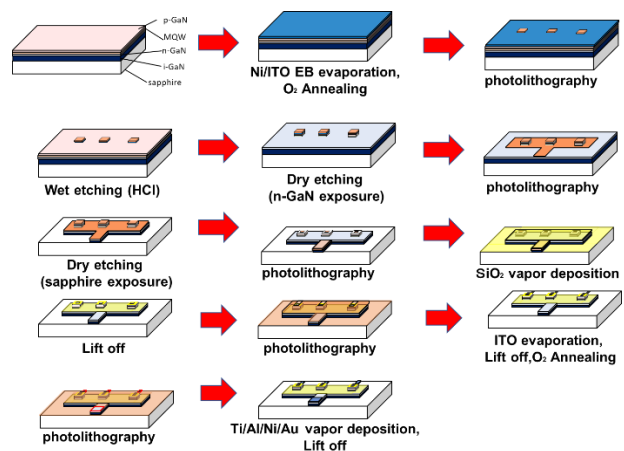 p-GaN
MQW
n-GaN
i-GaN
sapphire
Ni/ITO EB evaporation,
O₂ Annealing
photolithography
Wet etching (HCl)
Dry etching
(n-GaN exposure)
photolithography
Dry etching
(sapphire exposure)
photolithography
SiO₂ vapor deposition
Lift off
photolithography
ITO evaporation,
Lift off,O₂ Annealing
photolithography
Ti/Al/Ni/Au vapor deposition,
Lift off